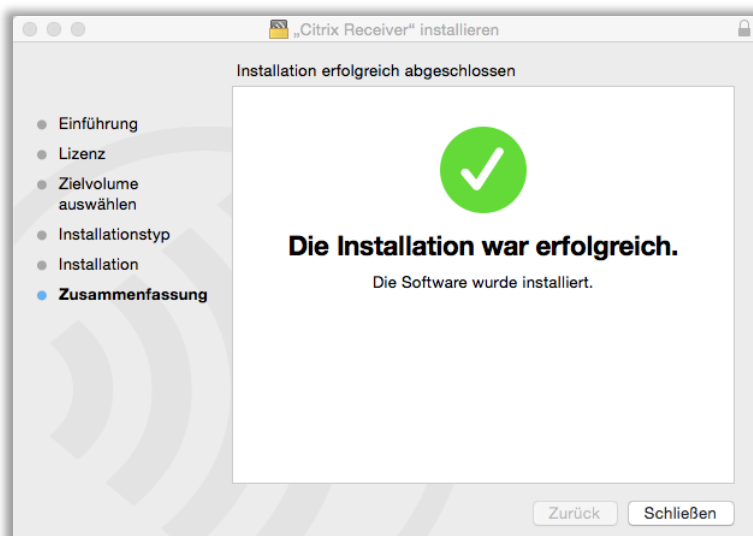 „Citrix Receiver“ installieren
Installation erfolgreich abgeschlossen
Einführung
Lizenz
Zielvolume
auswählen
Installationstyp
Installation
Zusammenfassung
Die Installation war erfolgreich.
Die Software wurde installiert.
Zurück
Schließen